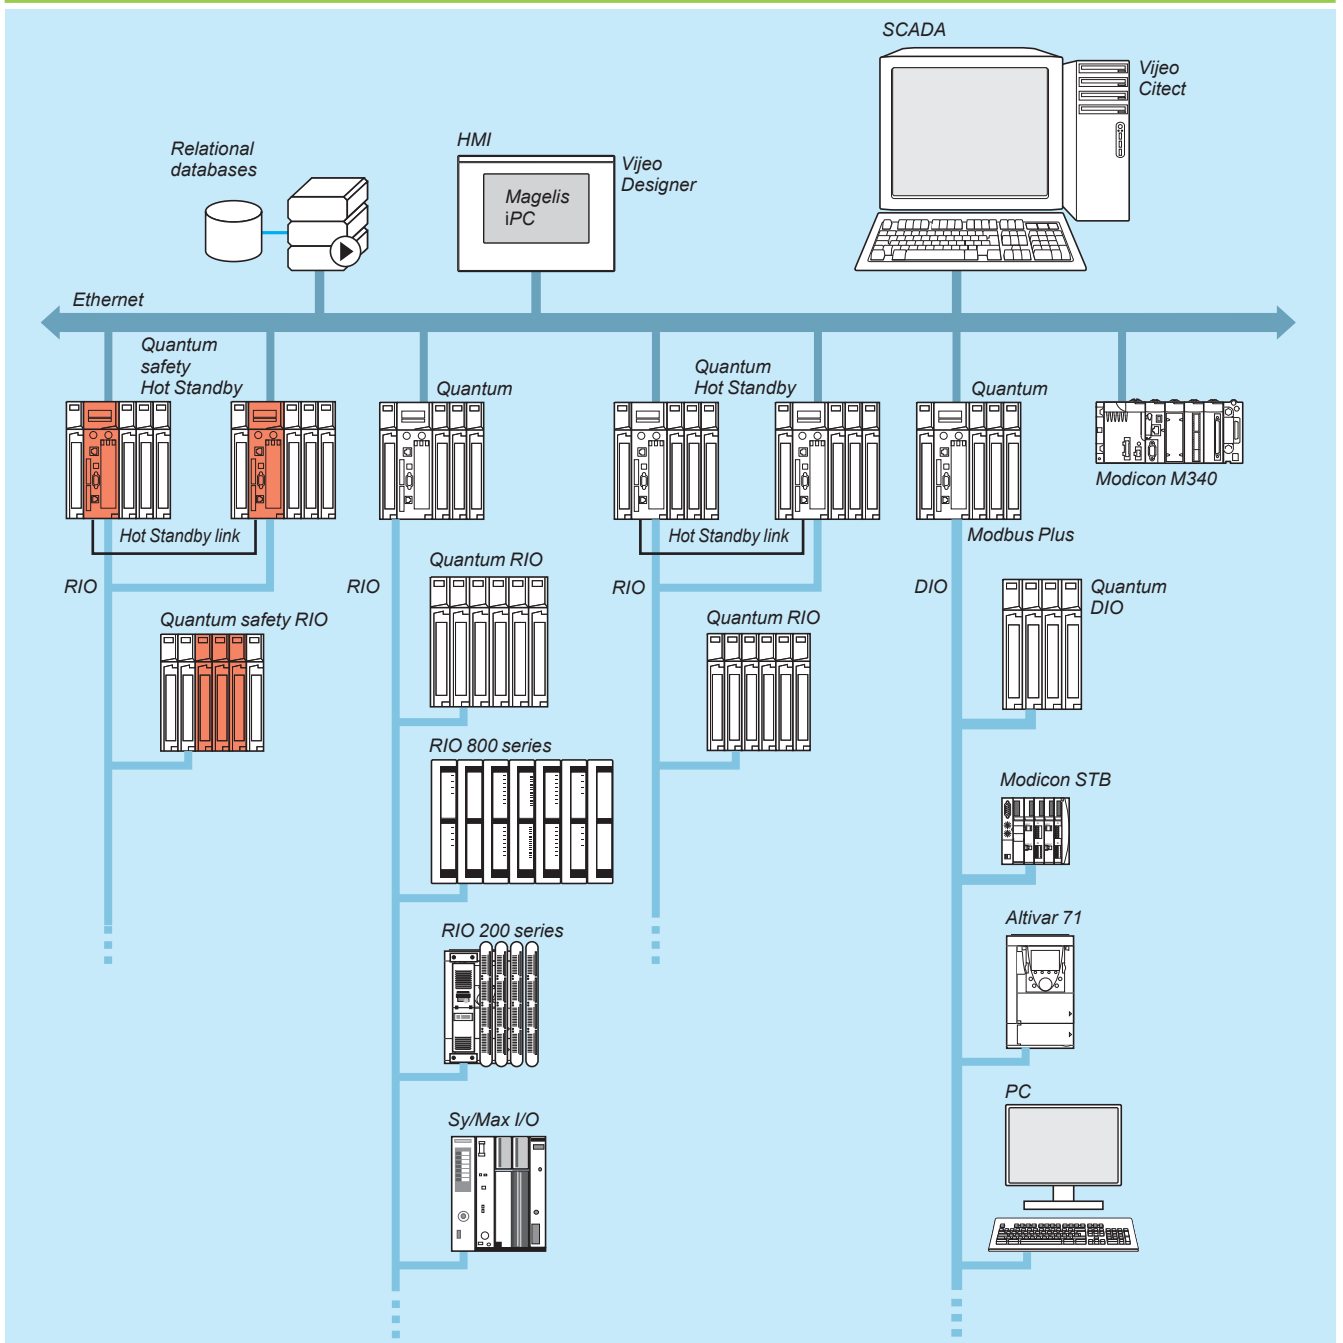 SCADA
Vijeo
Citect
HMI
Vijeo
Designer
Magelis
iPC
Relational
databases
Ethernet
Quantum
safety
Hot Standby
Quantum
Quantum
Hot Standby
Quantum
Modicon M340
Hot Standby link
Hot Standby link
Modbus Plus
RIO
RIO
Quantum RIO
RIO
DIO
Quantum
DIO
Quantum safety RIO
Quantum RIO
RIO 800 series
Modicon STB
RIO 200 series
Altivar 71
PC
Sy/Max I/O